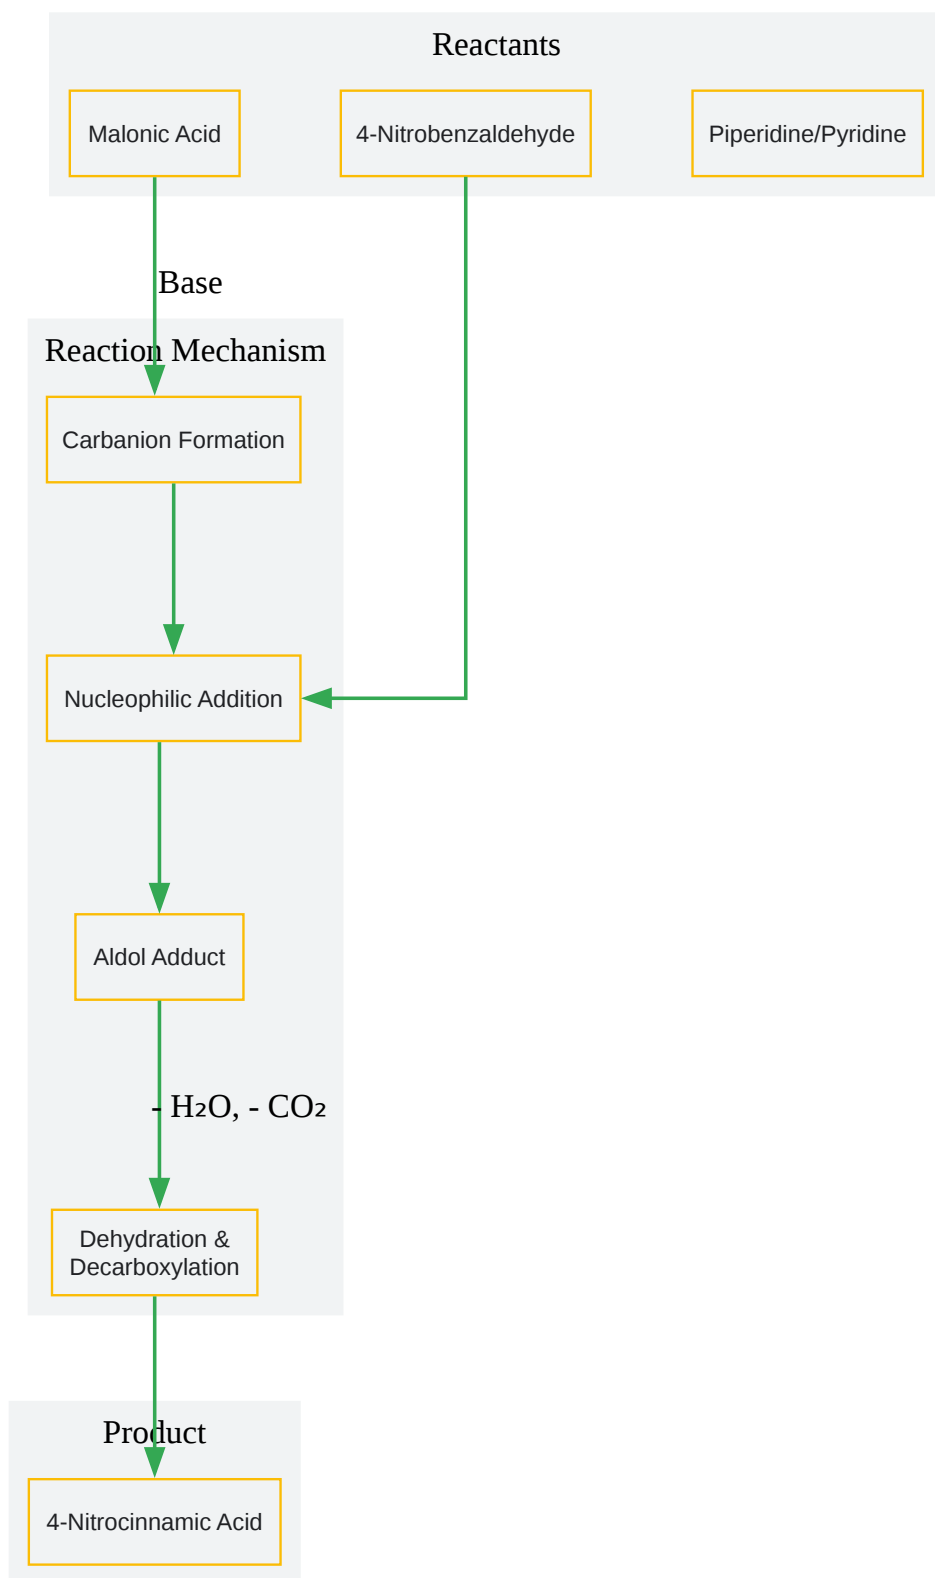 Reactants
Malonic Acid
4-Nitrobenzaldehyde
Piperidine/Pyridine
Base
Reaction Mechanism
Carbanion Formation
Nucleophilic Addition
Aldol Adduct
- H₂O, - CO₂
Dehydration &
Decarboxylation
Product
4-Nitrocinnamic Acid